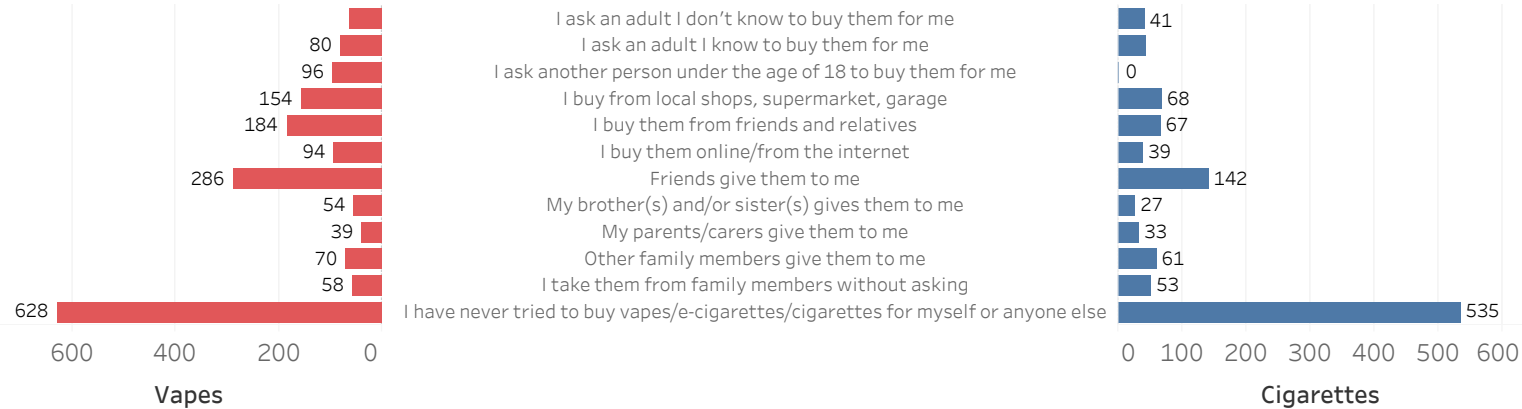 I ask an adult I don't know to buy them for me 41
80 I ask an adult I know to buy them for me
96 I ask another person under the age of 18 to buy them for me 0
154 I buy from local shops, supermarket, garage 68
184 I buy them from friends and relatives 67
94 I buy them online/from the internet 39
286 Friends give them to me 142
54 My brother(s) and/or sister(s) gives them to me 27
39 My parents/carers give them to me 33
70 Other family members give them to me 61
58 I take them from family members without asking 53
628 I have never tried to buy vapes/e-cigarettes/cigarettes for myself or anyone else 535
600 400 200 0 0 100 200 300 400 500 600
Vapes Cigarettes